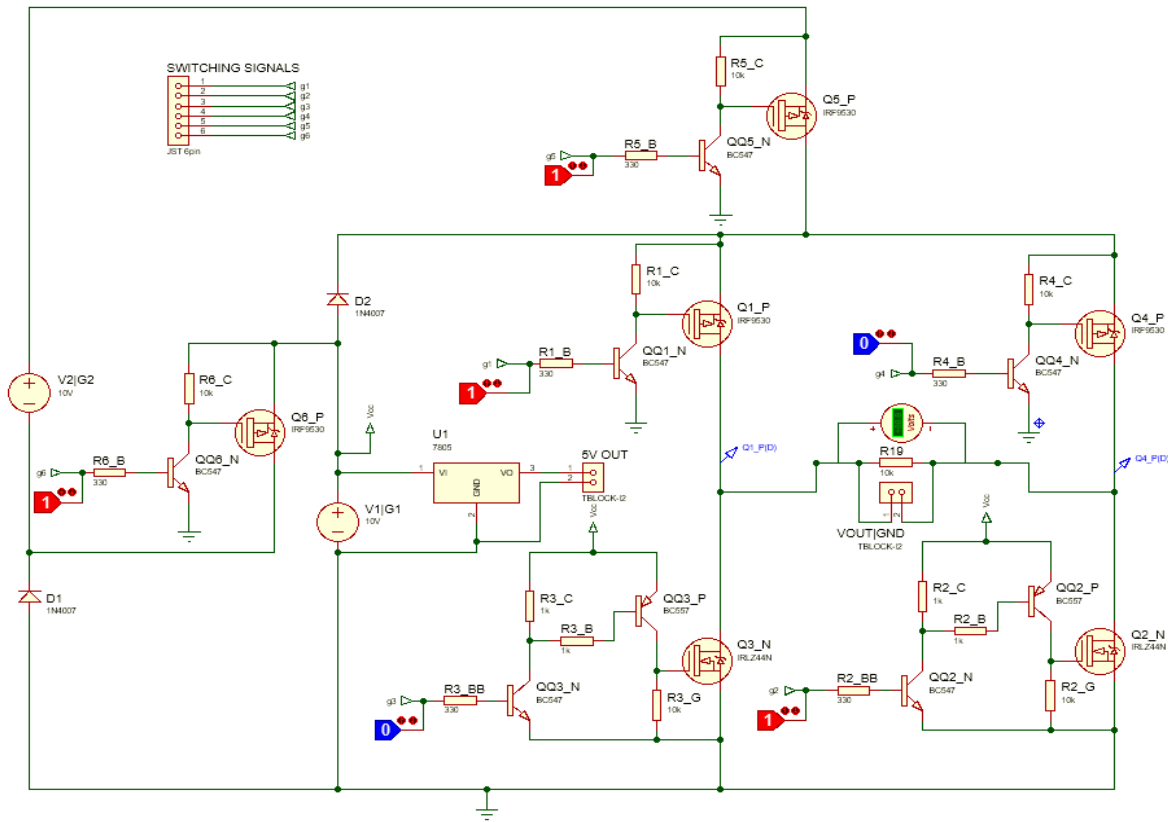 SWITCHING SIGNALS
1
2
3
4
5
6
g1
g2
g3
g4
g5
g6
JST 6pin
R5_C
10k
Q5_P
IRF9530
g5
R5_B
330
QQ5_N
BC547
1
D2
1N4007
R1_C
10k
Q1_P
IRF9530
g1
R1_B
330
QQ1_N
BC547
1
R4_C
10k
Q4_P
IRF9530
0
g4
R4_B
330
QQ4_N
BC547
V2|G2
10V
R6_C
10k
Q6_P
IRF9530
g6
R6_B
330
QQ6_N
BC547
1
Vcc
U1
7805
1
VI
VO
3
GND
2
5V OUT
1
2
TBLOCK-I2
V1|G1
10V
Q1_P(D)
Volts
R19
10k
1
2
VOUT|GND
TBLOCK-I2
Q4_P(D)
D1
1N4007
Vcc
R3_C
1k
QQ3_P
BC557
R3_B
1k
Q3_N
IRLZ44N
g3
R3_BB
330
QQ3_N
BC547
R3_G
10k
0
Vcc
R2_C
1k
QQ2_P
BC557
R2_B
1k
Q2_N
IRLZ44N
g2
R2_BB
330
QQ2_N
BC547
R2_G
10k
1